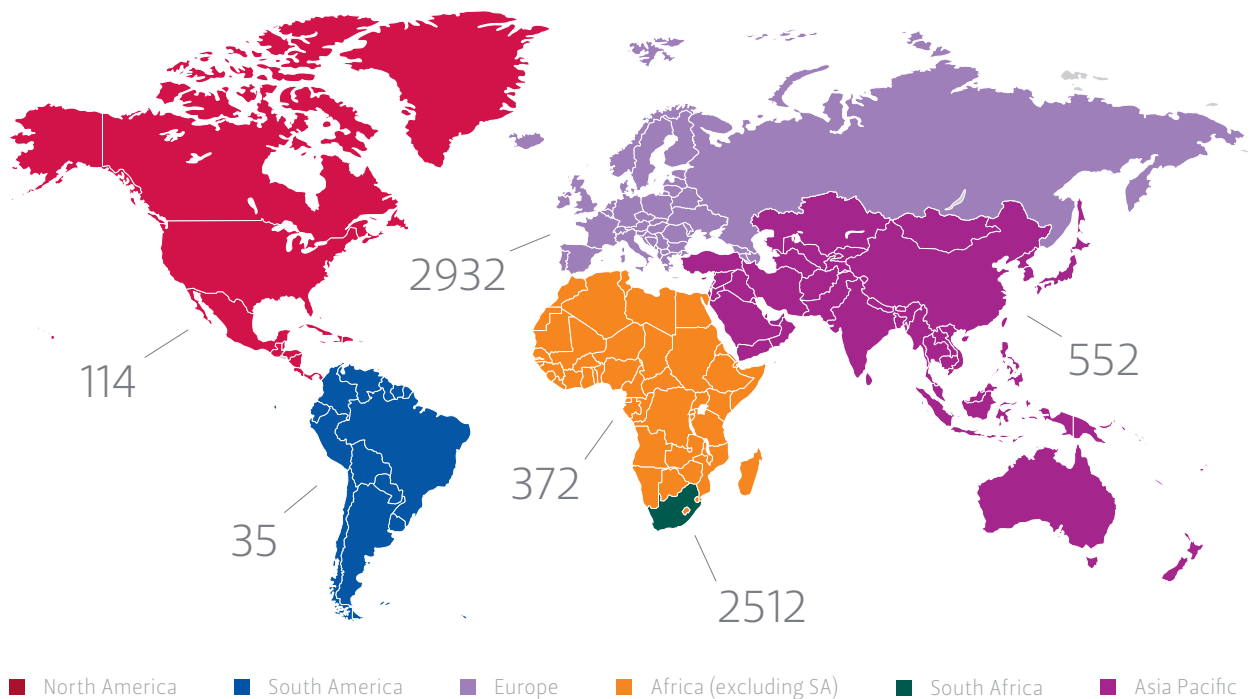 2932
114
552
372
35
2512
North America
South America
Europe
Africa (excluding SA)
South Africa
Asia Pacific